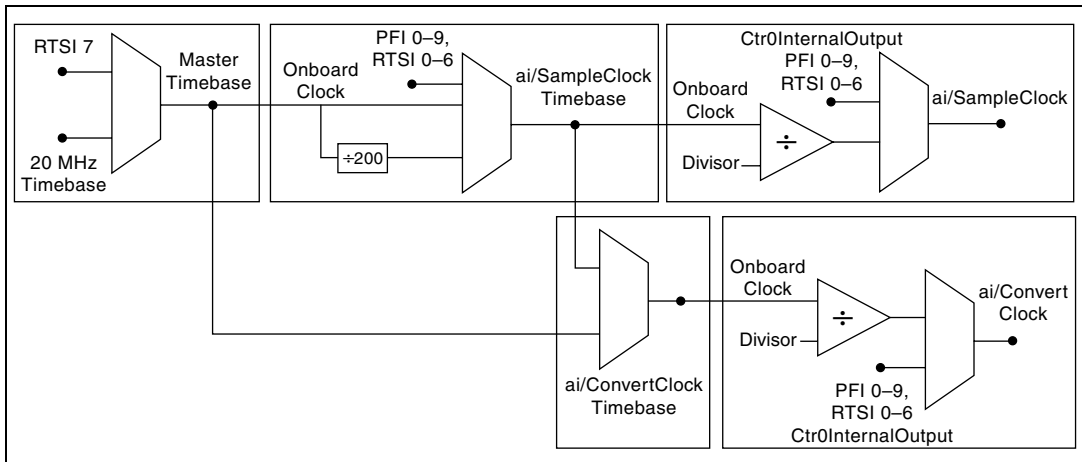 RTSI 7
Master
Timebase
20 MHz
Timebase
Onboard
Clock
PFI 0–9,
RTSI 0–6
÷200
ai/SampleClock
Timebase
Onboard
Clock
Divisor
÷
Ctr0InternalOutput
PFI 0–9,
RTSI 0–6
ai/SampleClock
ai/ConvertClock
Timebase
Onboard
Clock
Divisor
÷
ai/Convert
Clock
PFI 0–9,
RTSI 0–6
Ctr0InternalOutput